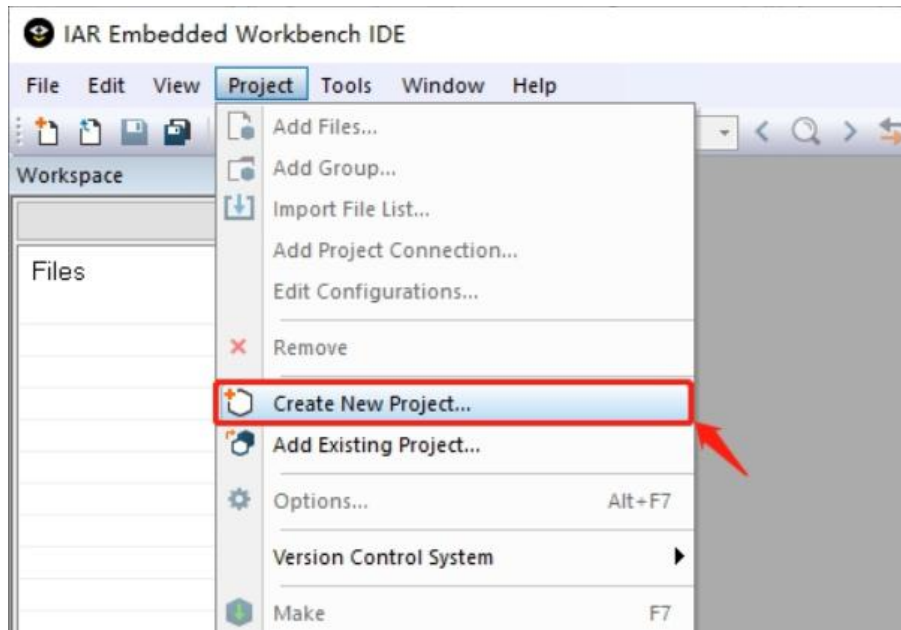 IAR Embedded Workbench IDE
File Edit View Project Tools Window Help
Workspace
Files
Add Files...
Add Group...
Import File List...
Add Project Connection...
Edit Configurations...
Remove
Create New Project...
Add Existing Project...
Options... Alt+F7
Version Control System
Make F7